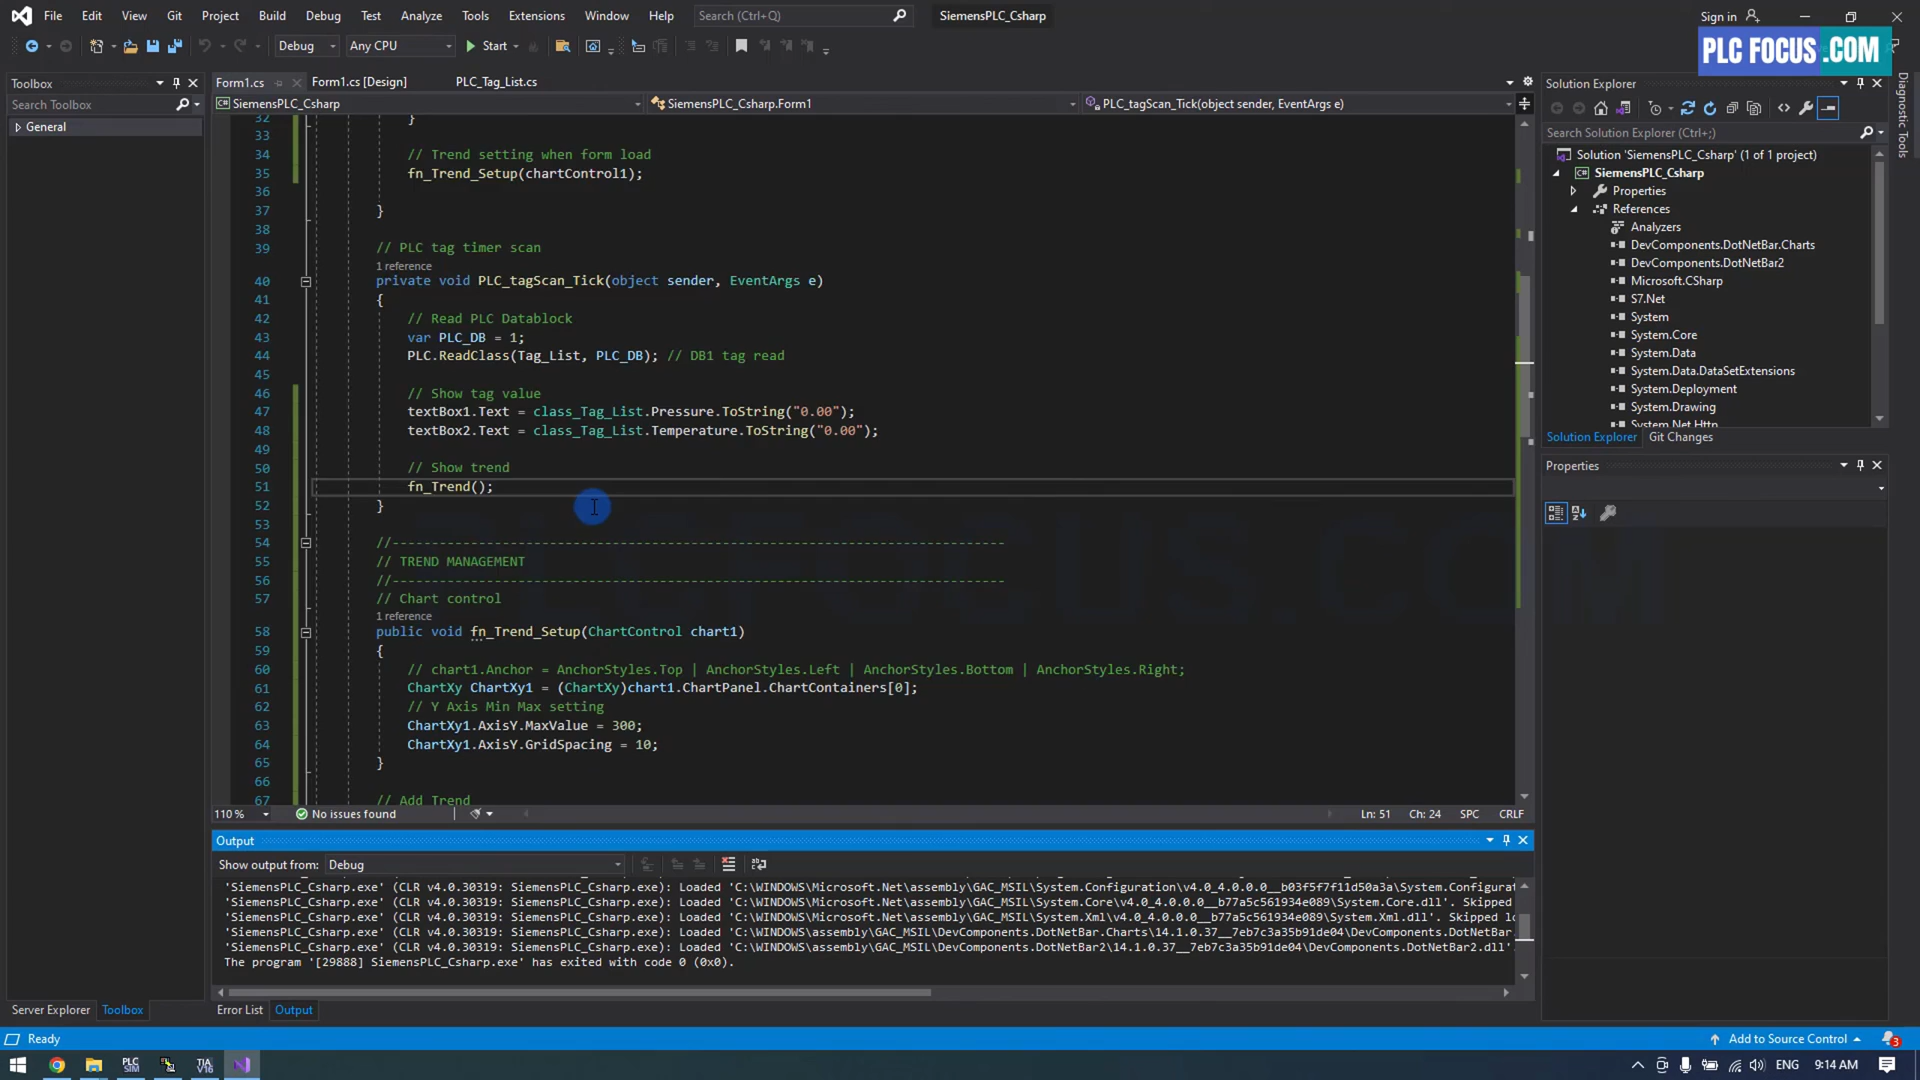 File Edit View Git Project Build Debug Test Analyze Tools Extensions Window Help Search (Ctrl+Q) SiemensPLC_Csharp Sign in
Debug Any CPU Start
PLC FOCUS .COM
Toolbox
Search Toolbox
General
Form1.cs Form1.cs [Design] PLC_Tag_List.cs
SiemensPLC_Csharp SiemensPLC_Csharp.Form1 PLC_tagScan_Tick(object sender, EventArgs e)
32 }
33
34 // Trend setting when form load
35 fn_Trend_Setup(chartControl1);
36
37 }
38
39 // PLC tag timer scan
1 reference
40 private void PLC_tagScan_Tick(object sender, EventArgs e)
41 {
42 // Read PLC Datablock
43 var PLC_DB = 1;
44 PLC.ReadClass(Tag_List, PLC_DB); // DB1 tag read
45
46 // Show tag value
47 textBox1.Text = class_Tag_List.Pressure.ToString("0.00");
48 textBox2.Text = class_Tag_List.Temperature.ToString("0.00");
49
50 // Show trend
51 fn_Trend();
52 }
53
54 //------------------------------------------------------------------------------
55 // TREND MANAGEMENT
56 //------------------------------------------------------------------------------
57 // Chart control
1 reference
58 public void fn_Trend_Setup(ChartControl chart1)
59 {
60 // chart1.Anchor = AnchorStyles.Top | AnchorStyles.Left | AnchorStyles.Bottom | AnchorStyles.Right;
61 ChartXy ChartXy1 = (ChartXy)chart1.ChartPanel.ChartContainers[0];
62 // Y Axis Min Max setting
63 ChartXy1.AxisY.MaxValue = 300;
64 ChartXy1.AxisY.GridSpacing = 10;
65 }
66
67 // Add Trend
PLCFOCUS.COM
110 % No issues found Ln: 51 Ch: 24 SPC CRLF
Output
Show output from: Debug
'SiemensPLC_Csharp.exe' (CLR v4.0.30319: SiemensPLC_Csharp.exe): Loaded 'C:\WINDOWS\Microsoft.Net\assembly\GAC_MSIL\System.Configuration\v4.0_4.0.0.0__b03f5f7f11d50a3a\System.Configurat
'SiemensPLC_Csharp.exe' (CLR v4.0.30319: SiemensPLC_Csharp.exe): Loaded 'C:\WINDOWS\Microsoft.Net\assembly\GAC_MSIL\System.Core\v4.0_4.0.0.0__b77a5c561934e089\System.Core.dll'. Skipped
'SiemensPLC_Csharp.exe' (CLR v4.0.30319: SiemensPLC_Csharp.exe): Loaded 'C:\WINDOWS\Microsoft.Net\assembly\GAC_MSIL\System.Xml\v4.0_4.0.0.0__b77a5c561934e089\System.Xml.dll'. Skipped lo
'SiemensPLC_Csharp.exe' (CLR v4.0.30319: SiemensPLC_Csharp.exe): Loaded 'C:\WINDOWS\assembly\GAC_MSIL\DevComponents.DotNetBar.Charts\14.1.0.37__7eb7c3a35b91de04\DevComponents.DotNetBar.
'SiemensPLC_Csharp.exe' (CLR v4.0.30319: SiemensPLC_Csharp.exe): Loaded 'C:\WINDOWS\assembly\GAC_MSIL\DevComponents.DotNetBar2\14.1.0.37__7eb7c3a35b91de04\DevComponents.DotNetBar2.dll'.
The program '[29888] SiemensPLC_Csharp.exe' has exited with code 0 (0x0).
Server Explorer Toolbox Error List Output
Solution Explorer
Search Solution Explorer (Ctrl+;)
Solution 'SiemensPLC_Csharp' (1 of 1 project)
SiemensPLC_Csharp
Properties
References
Analyzers
DevComponents.DotNetBar.Charts
DevComponents.DotNetBar2
Microsoft.CSharp
S7.Net
System
System.Core
System.Data
System.Data.DataSetExtensions
System.Deployment
System.Drawing
System.Net.Http
Solution Explorer Git Changes
Properties
Diagnostic Tools
Ready Add to Source Control 3
PLC SIM TIA V16 ENG 9:14 AM